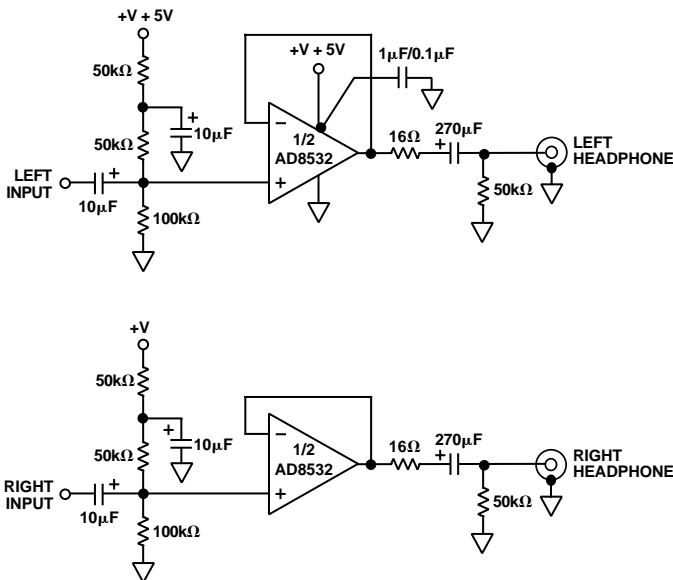 +V + 5V
50kΩ
+V + 5V
1µF/0.1µF
50kΩ
+
10µF
−
1/2
AD8532
+
16Ω
270µF
+
LEFT
HEADPHONE
LEFT
INPUT
+
10µF
100kΩ
50kΩ
+V
50kΩ
50kΩ
+
10µF
−
1/2
AD8532
+
16Ω
270µF
+
RIGHT
HEADPHONE
RIGHT
INPUT
+
10µF
100kΩ
50kΩ